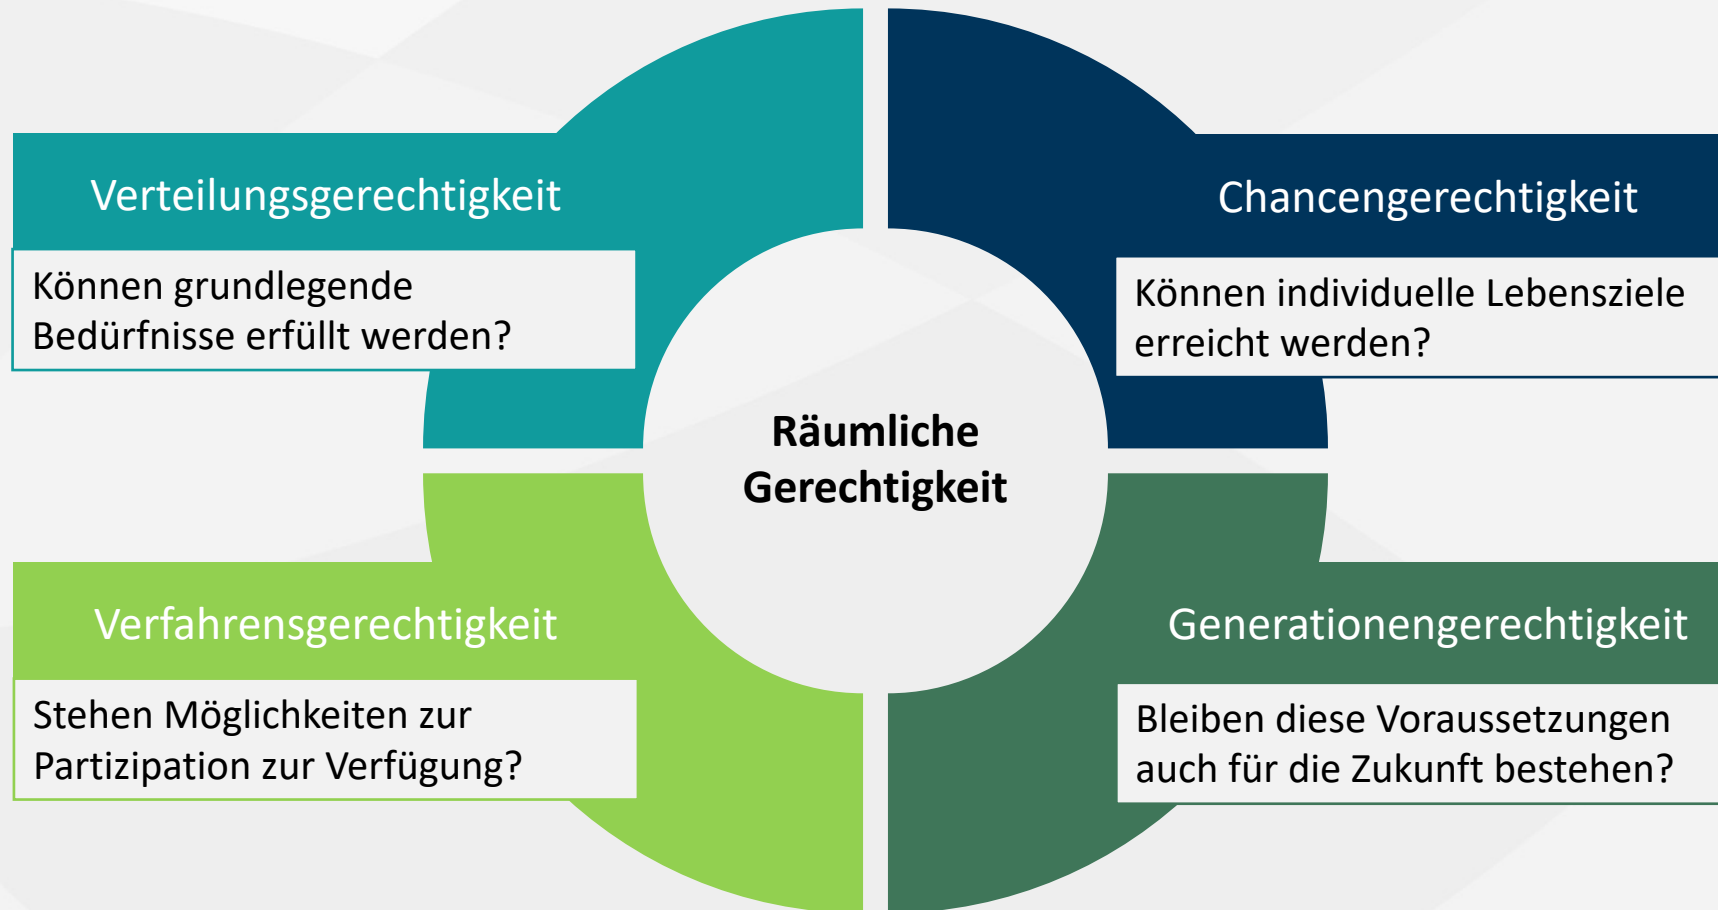 Verteilungsgerechtigkeit
Können grundlegende
Bedürfnisse erfüllt werden?
Chancengerechtigkeit
Können individuelle Lebensziele
erreicht werden?
Räumliche
Gerechtigkeit
Verfahrensgerechtigkeit
Stehen Möglichkeiten zur
Partizipation zur Verfügung?
Generationengerechtigkeit
Bleiben diese Voraussetzungen
auch für die Zukunft bestehen?